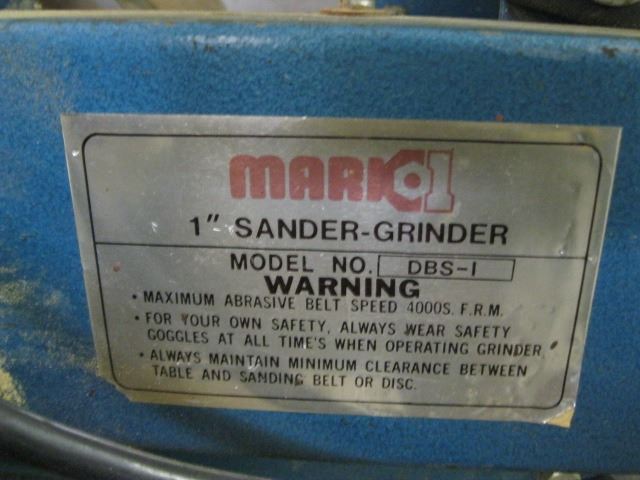 MARK 01
1" SANDER-GRINDER
MODEL NO. DBS-1
WARNING
• MAXIMUM ABRASIVE BELT SPEED 4000S. F.R.M.
• FOR YOUR OWN SAFETY, ALWAYS WEAR SAFETY
GOGGLES AT ALL TIME'S WHEN OPERATING GRINDER
• ALWAYS MAINTAIN MINIMUM CLEARANCE BETWEEN
TABLE AND SANDING BELT OR DISC.